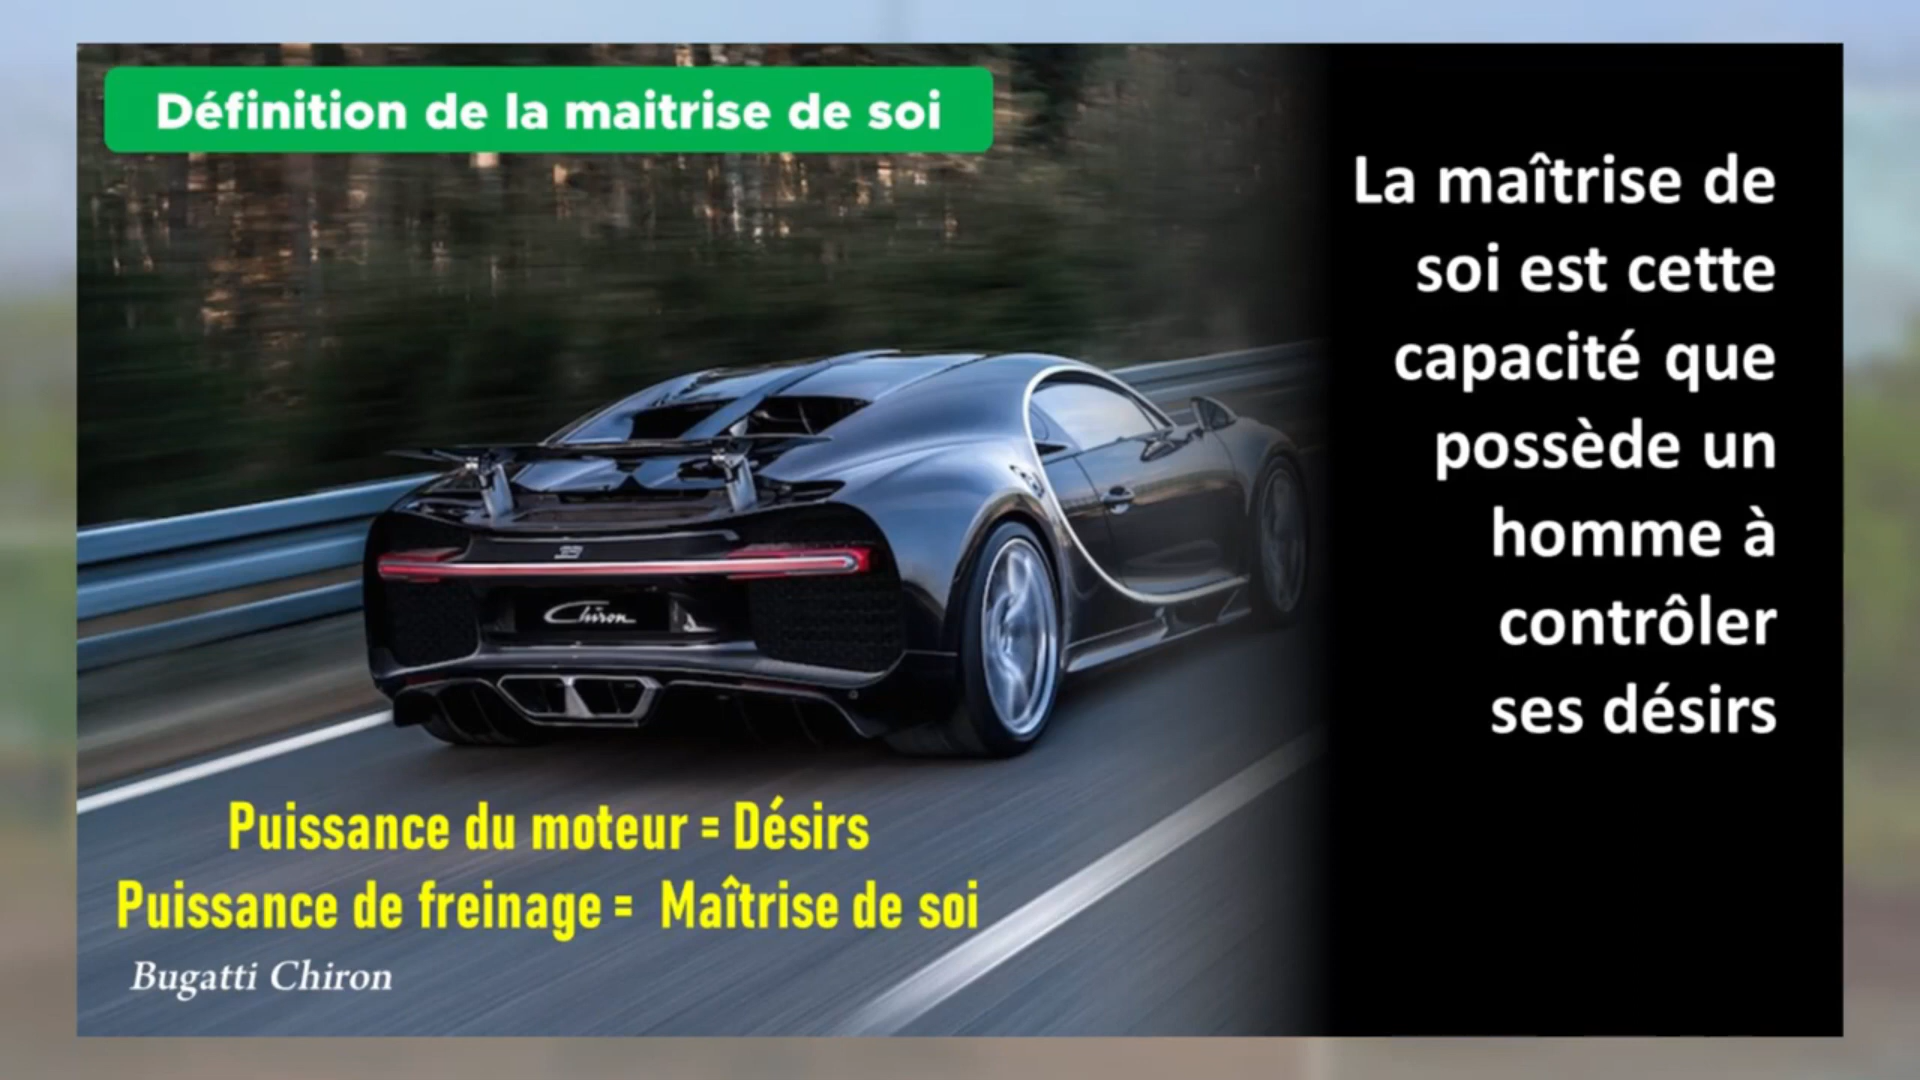 Définition de la maitrise de soi
La maîtrise de
soi est cette
capacité que
possède un
homme à
contrôler
ses désirs
Chiron
Puissance du moteur = Désirs
Puissance de freinage = Maîtrise de soi
Bugatti Chiron